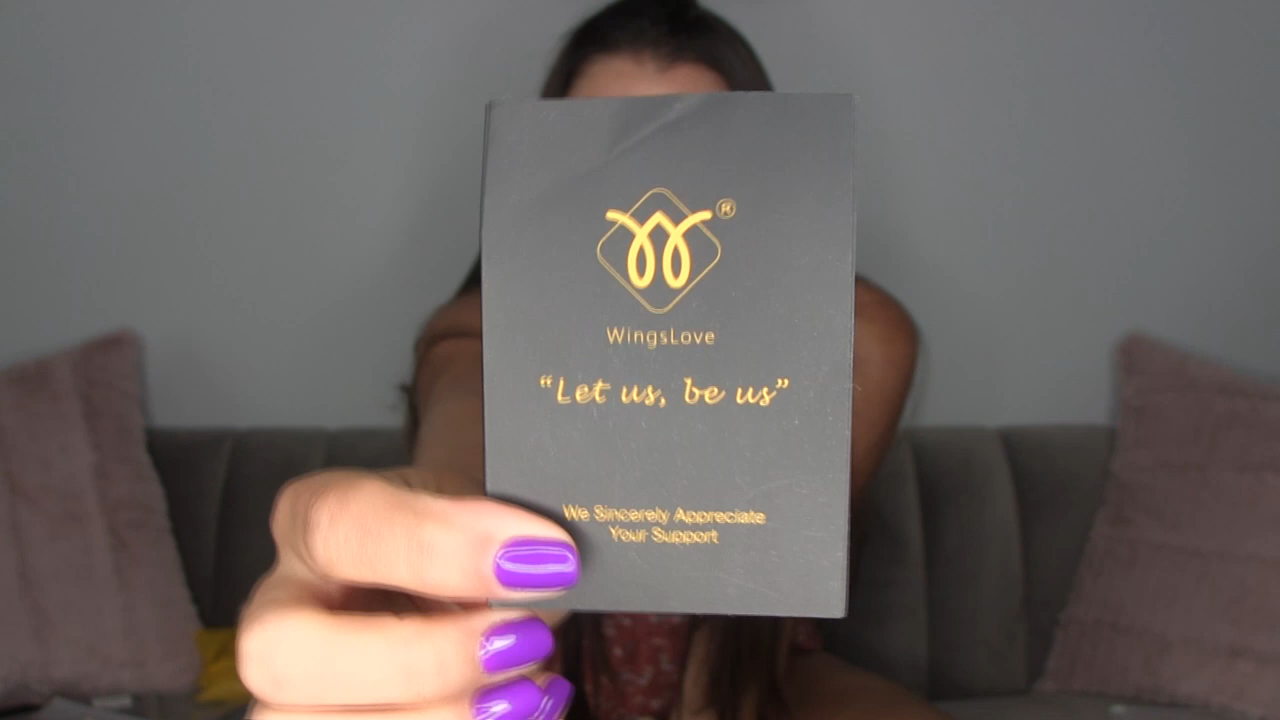 ®
WingsLove
“Let us, be us”
We Sincerely Appreciate
Your Support